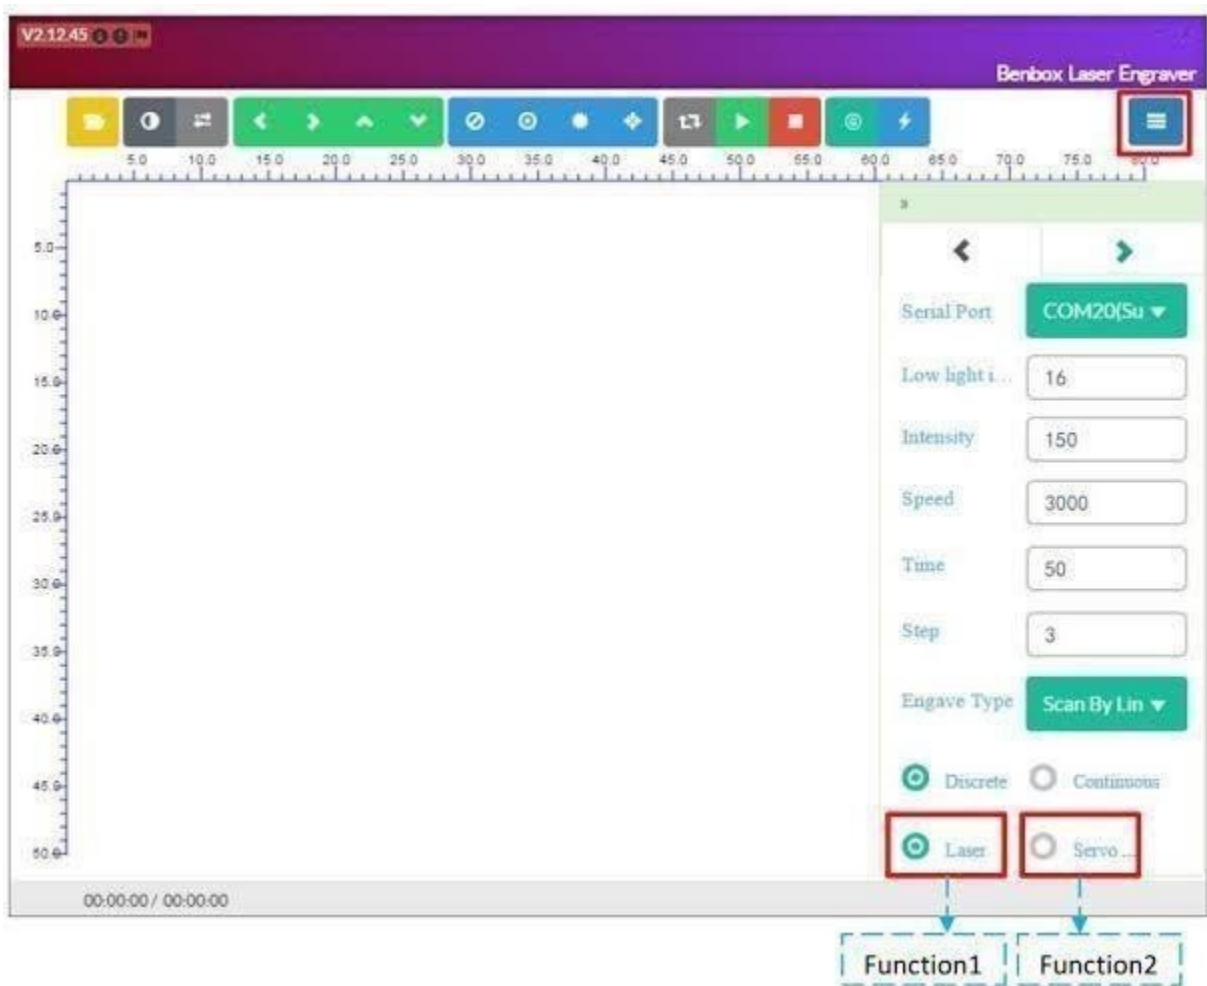 V2.12.45
Benbox Laser Engraver
5.0 10.0 15.0 20.0 25.0 30.0 35.0 40.0 45.0 50.0 55.0 60.0 65.0 70.0 75.0 80.0
5.0
10.0
15.0
20.0
25.0
30.0
35.0
40.0
45.0
50.0
Serial Port COM20(Su
Low light i... 16
Intensity 150
Speed 3000
Time 50
Step 3
Engave Type Scan By Lin
Discrete Continuous
Laser Servo ...
00:00:00 / 00:00:00
Function1 Function2